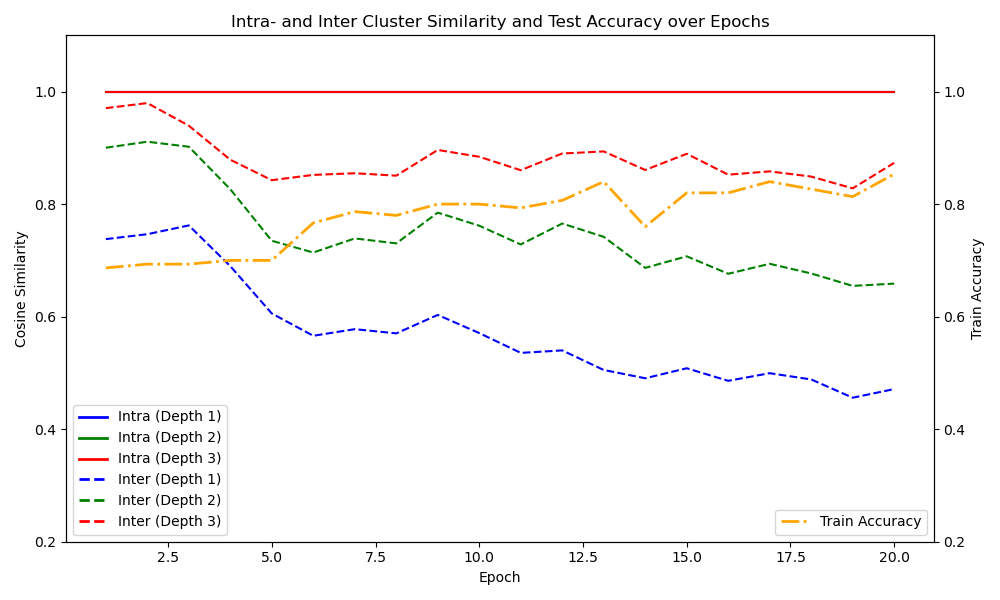 Intra- and Inter Cluster Similarity and Test Accuracy over Epochs
Cosine Similarity
1.0
0.8
0.6
0.4
0.2
Intra (Depth 1)
Intra (Depth 2)
Intra (Depth 3)
Inter (Depth 1)
Inter (Depth 2)
Inter (Depth 3)
Train Accuracy
1.0
0.8
0.6
0.4
0.2
Train Accuracy
2.5 5.0 7.5 10.0 12.5 15.0 17.5 20.0
Epoch